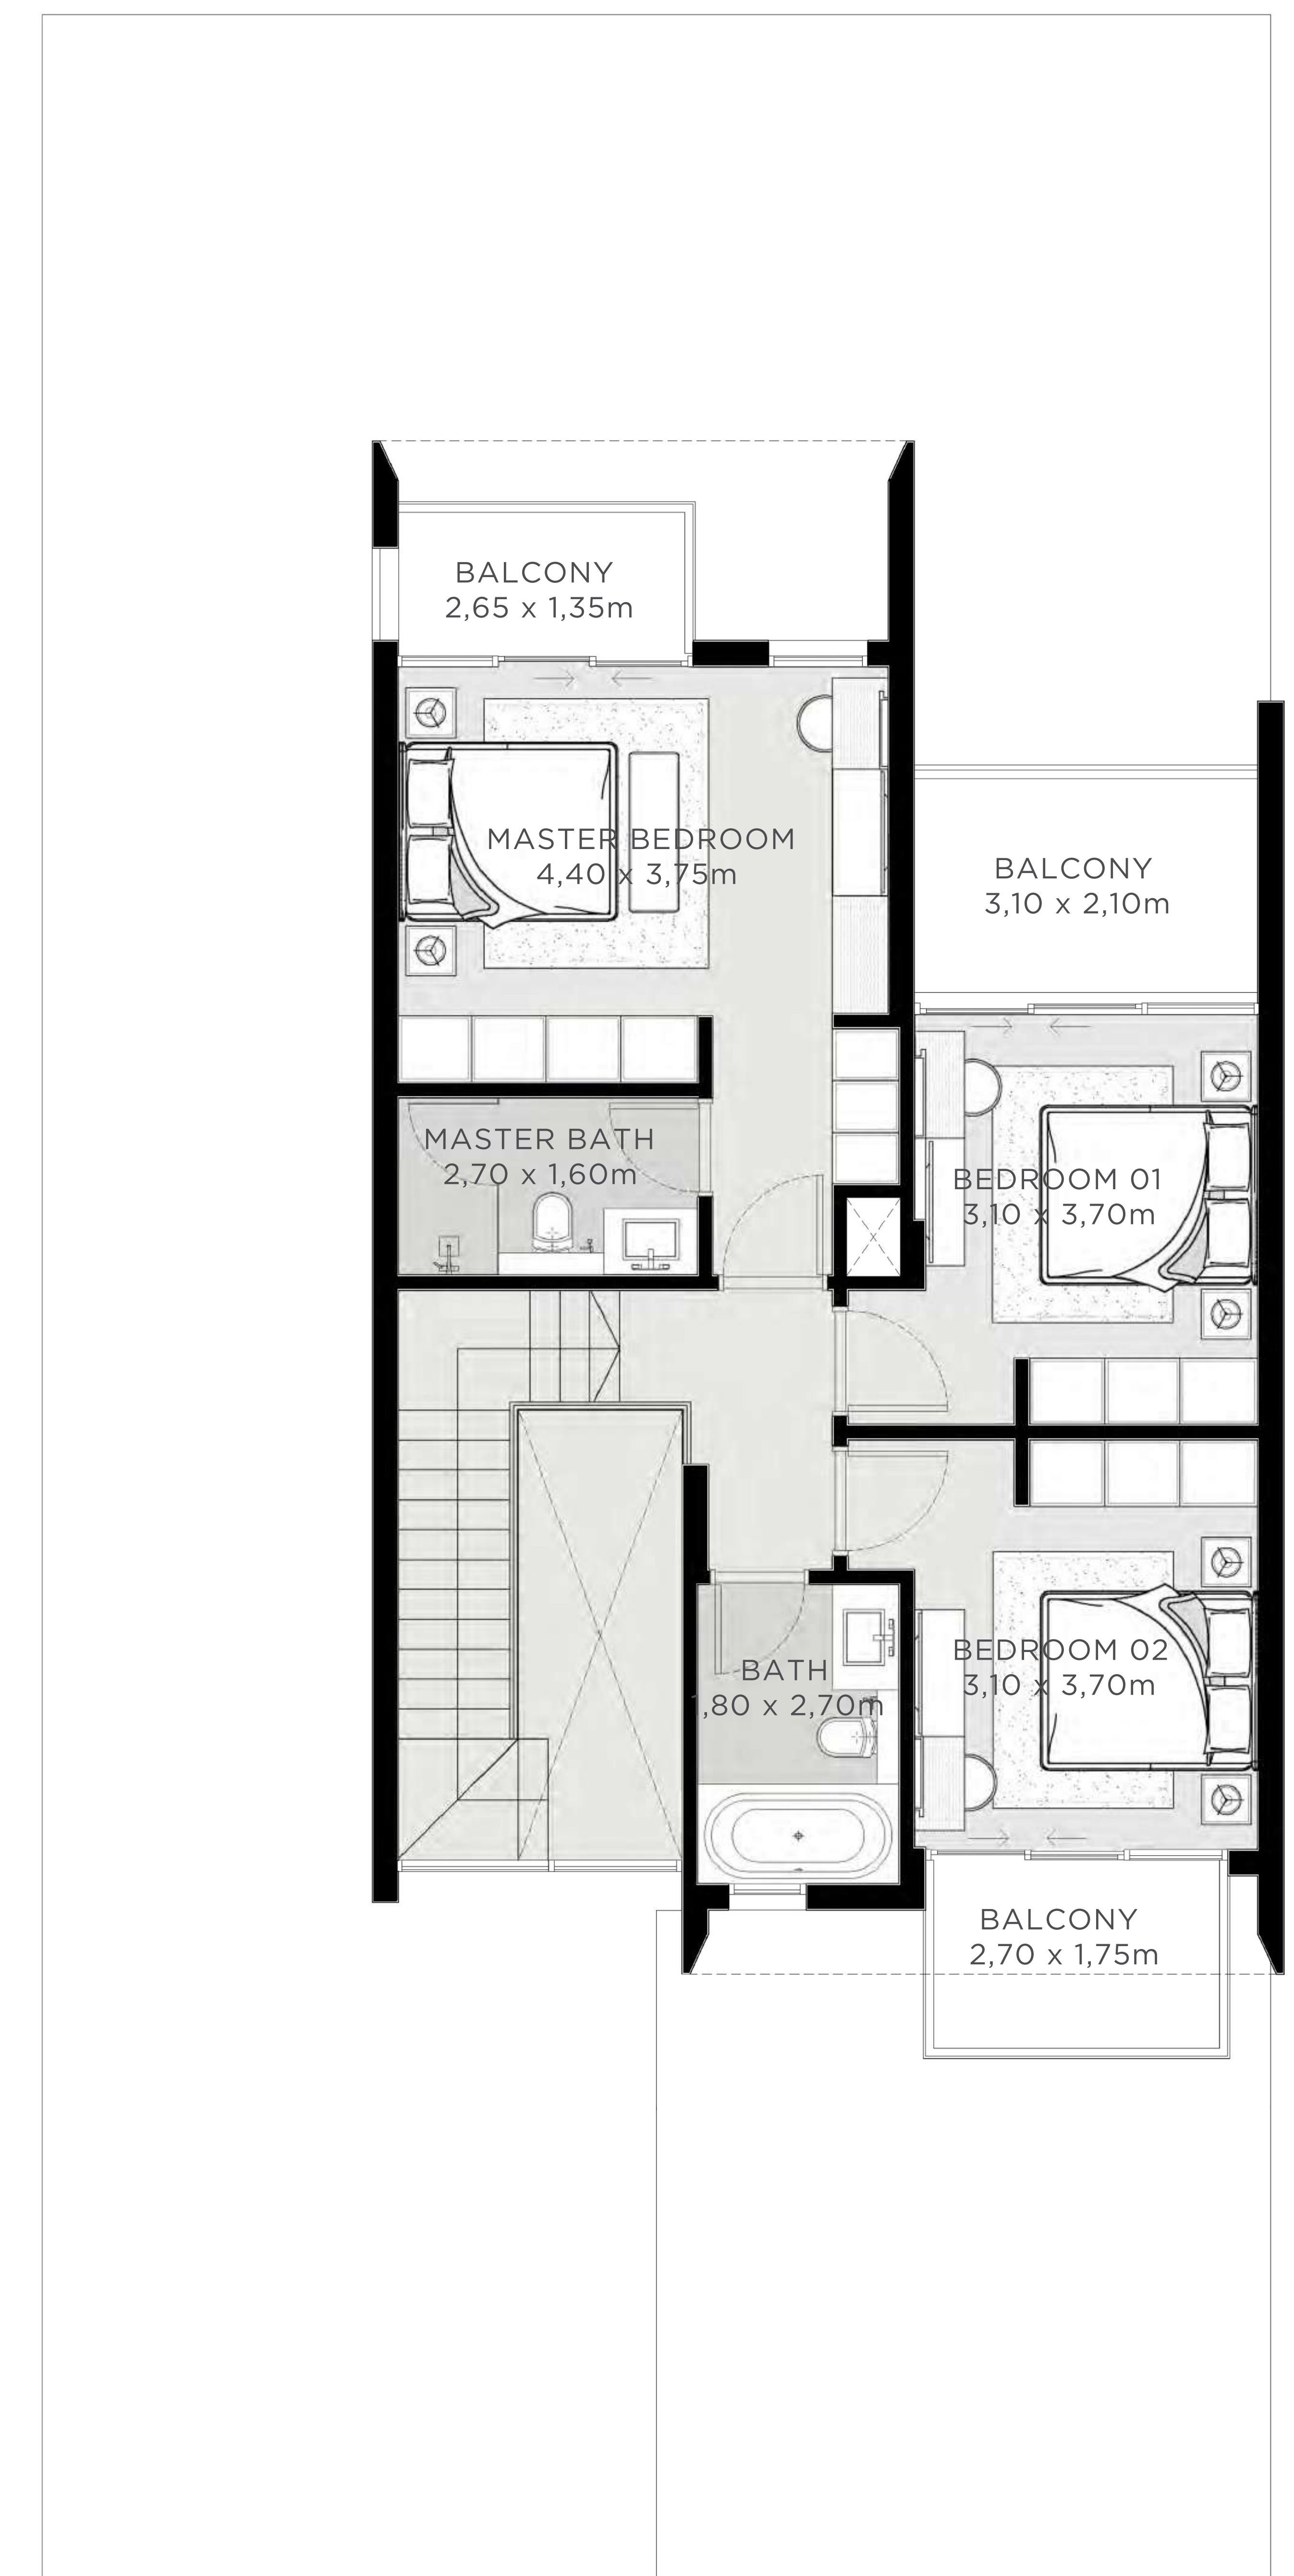 BALCONY
2,65 x 1,35m
MASTER BEDROOM
4,40 x 3,75m
BALCONY
3,10 x 2,10m
MASTER BATH
2,70 x 1,60m
BEDROOM 01
3,10 x 3,70m
BEDROOM 02
3,10 x 3,70m
BATH
1,80 x 2,70m
BALCONY
2,70 x 1,75m